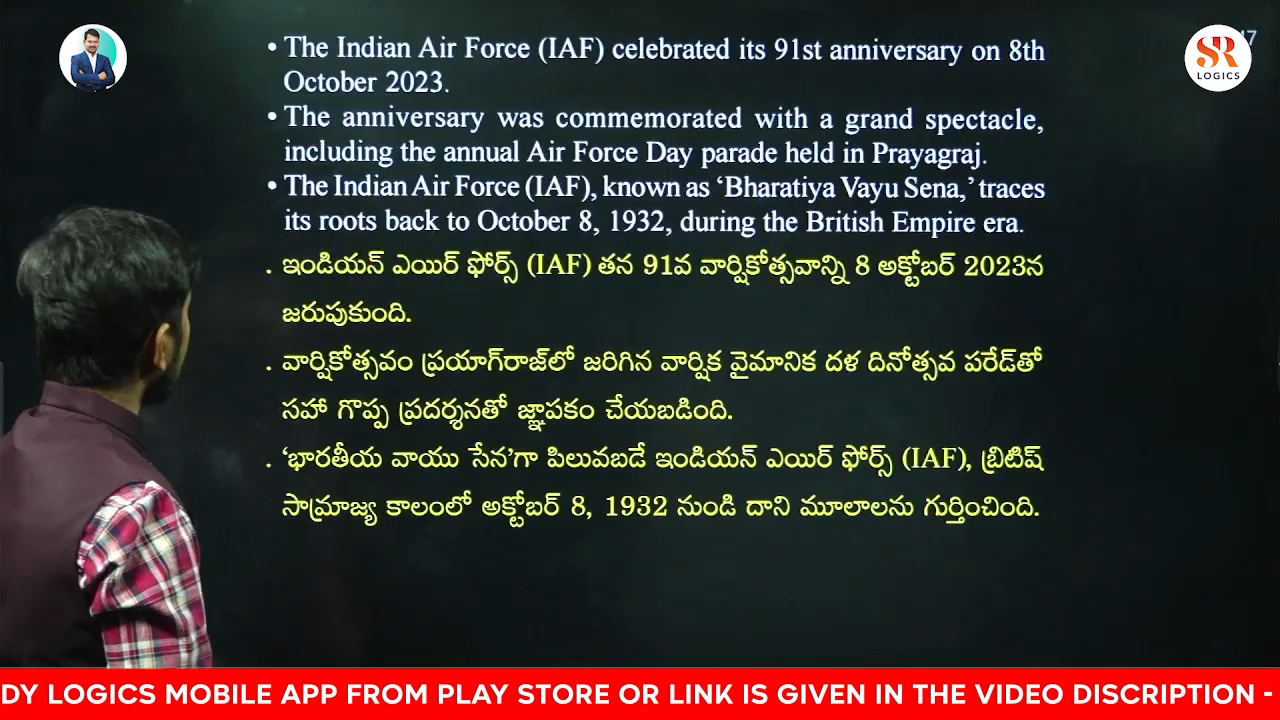 SR
LOGICS
• The Indian Air Force (IAF) celebrated its 91st anniversary on 8th
October 2023.
• The anniversary was commemorated with a grand spectacle,
including the annual Air Force Day parade held in Prayagraj.
• The Indian Air Force (IAF), known as ‘Bharatiya Vayu Sena,’ traces
its roots back to October 8, 1932, during the British Empire era.
. ఇండియన్ ఎయిర్ ఫోర్స్ (IAF) తన 91వ వార్షికోత్సవాన్ని 8 అక్టోబర్ 2023న
జరుపుకుంది.
. వార్షికోత్సవం ప్రయాగ్‌రాజ్‌లో జరిగిన వార్షిక వైమానిక దళ దినోత్సవ పరేడ్‌తో
సహా గొప్ప ప్రదర్శనతో జ్ఞాపకం చేయబడింది.
. ‘భారతీయ వాయు సేన’గా పిలువబడే ఇండియన్ ఎయిర్ ఫోర్స్ (IAF), బ్రిటిష్
సామ్రాజ్య కాలంలో అక్టోబర్ 8, 1932 నుండి దాని మూలాలను గుర్తించింది.
DY LOGICS MOBILE APP FROM PLAY STORE OR LINK IS GIVEN IN THE VIDEO DISCRIPTION -